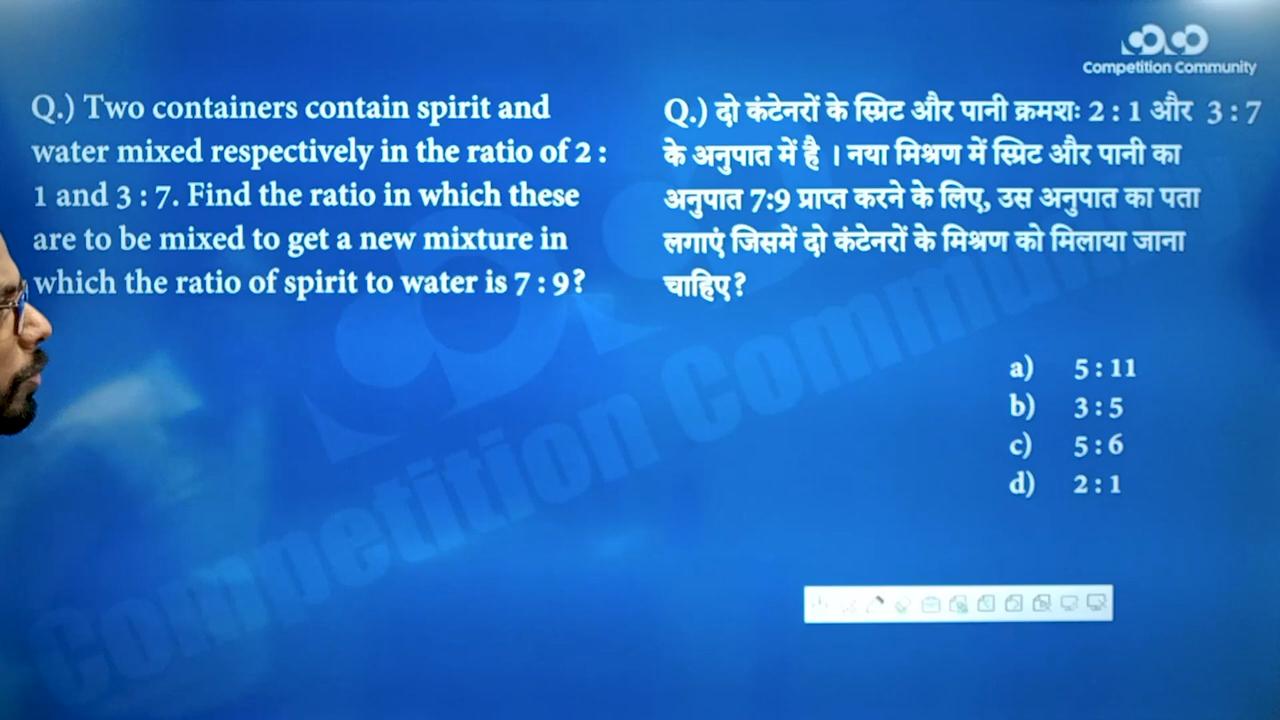 Competition Community
Q.) Two containers contain spirit and
water mixed respectively in the ratio of 2 :
1 and 3 : 7. Find the ratio in which these
are to be mixed to get a new mixture in
which the ratio of spirit to water is 7 : 9?
Q.) दो कंटेनरों के स्प्रिट और पानी क्रमशः 2 : 1 और 3 : 7
के अनुपात में है । नया मिश्रण में स्प्रिट और पानी का
अनुपात 7:9 प्राप्त करने के लिए, उस अनुपात का पता
लगाएं जिसमें दो कंटेनरों के मिश्रण को मिलाया जाना
चाहिए ?
a) 5 : 11
b) 3 : 5
c) 5 : 6
d) 2 : 1
Competition Community